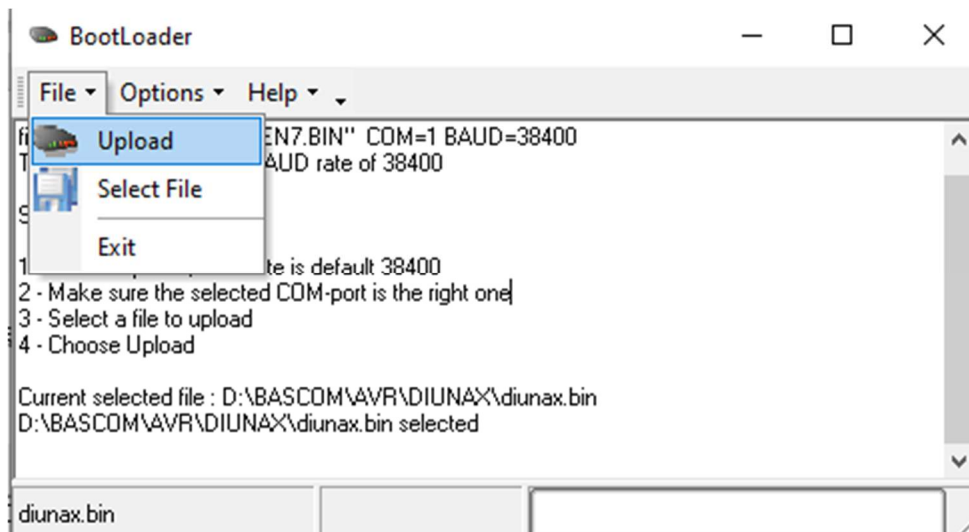 BootLoader
File Options Help
Upload
Select File
Exit
EN7.BIN" COM=1 BAUD=38400
AUD rate of 38400
te is default 38400
2 - Make sure the selected COM-port is the right one
3 - Select a file to upload
4 - Choose Upload
Current selected file : D:\BASCOM\AVR\DIUNAX\diunax.bin
D:\BASCOM\AVR\DIUNAX\diunax.bin selected
diunax.bin